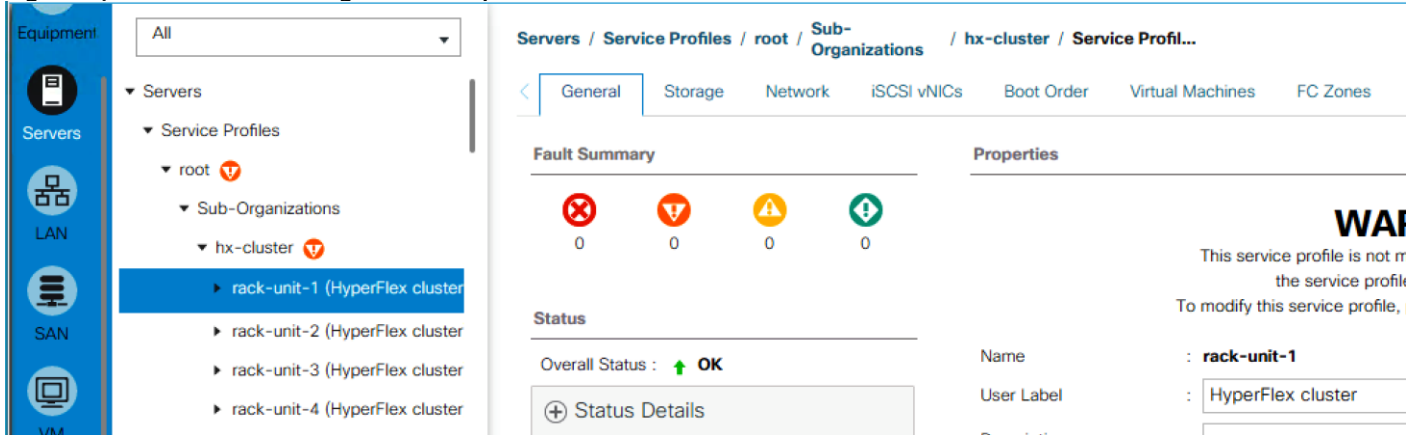 Equipment
Servers
LAN
SAN
VM
All
Servers
Service Profiles
root
Sub-Organizations
hx-cluster
rack-unit-1 (HyperFlex cluster
rack-unit-2 (HyperFlex cluster
rack-unit-3 (HyperFlex cluster
rack-unit-4 (HyperFlex cluster
Servers / Service Profiles / root / Sub-
Organizations / hx-cluster / Service Profil...
General Storage Network iSCSI vNICs Boot Order Virtual Machines FC Zones
Fault Summary
0 0 0 0
Status
Overall Status : OK
Status Details
Properties
This service profile is not
the service profile
To modify this service profile,
Name : rack-unit-1
User Label : HyperFlex cluster